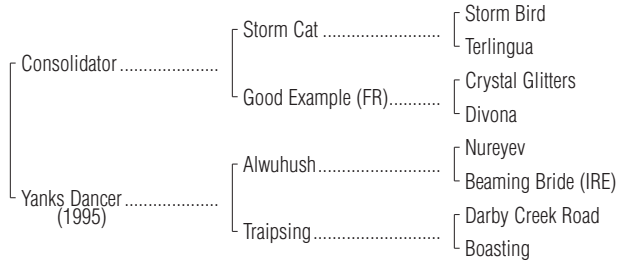 Storm Bird
Storm Cat ..........................
Terlingua
Consolidator .....................
Crystal Glitters
Good Example (FR)...........
Divona
Nureyev
Alwuhush...........................
Beaming Bride (IRE)
Yanks Dancer ....................
(1995)
Darby Creek Road
Traipsing............................
Boasting